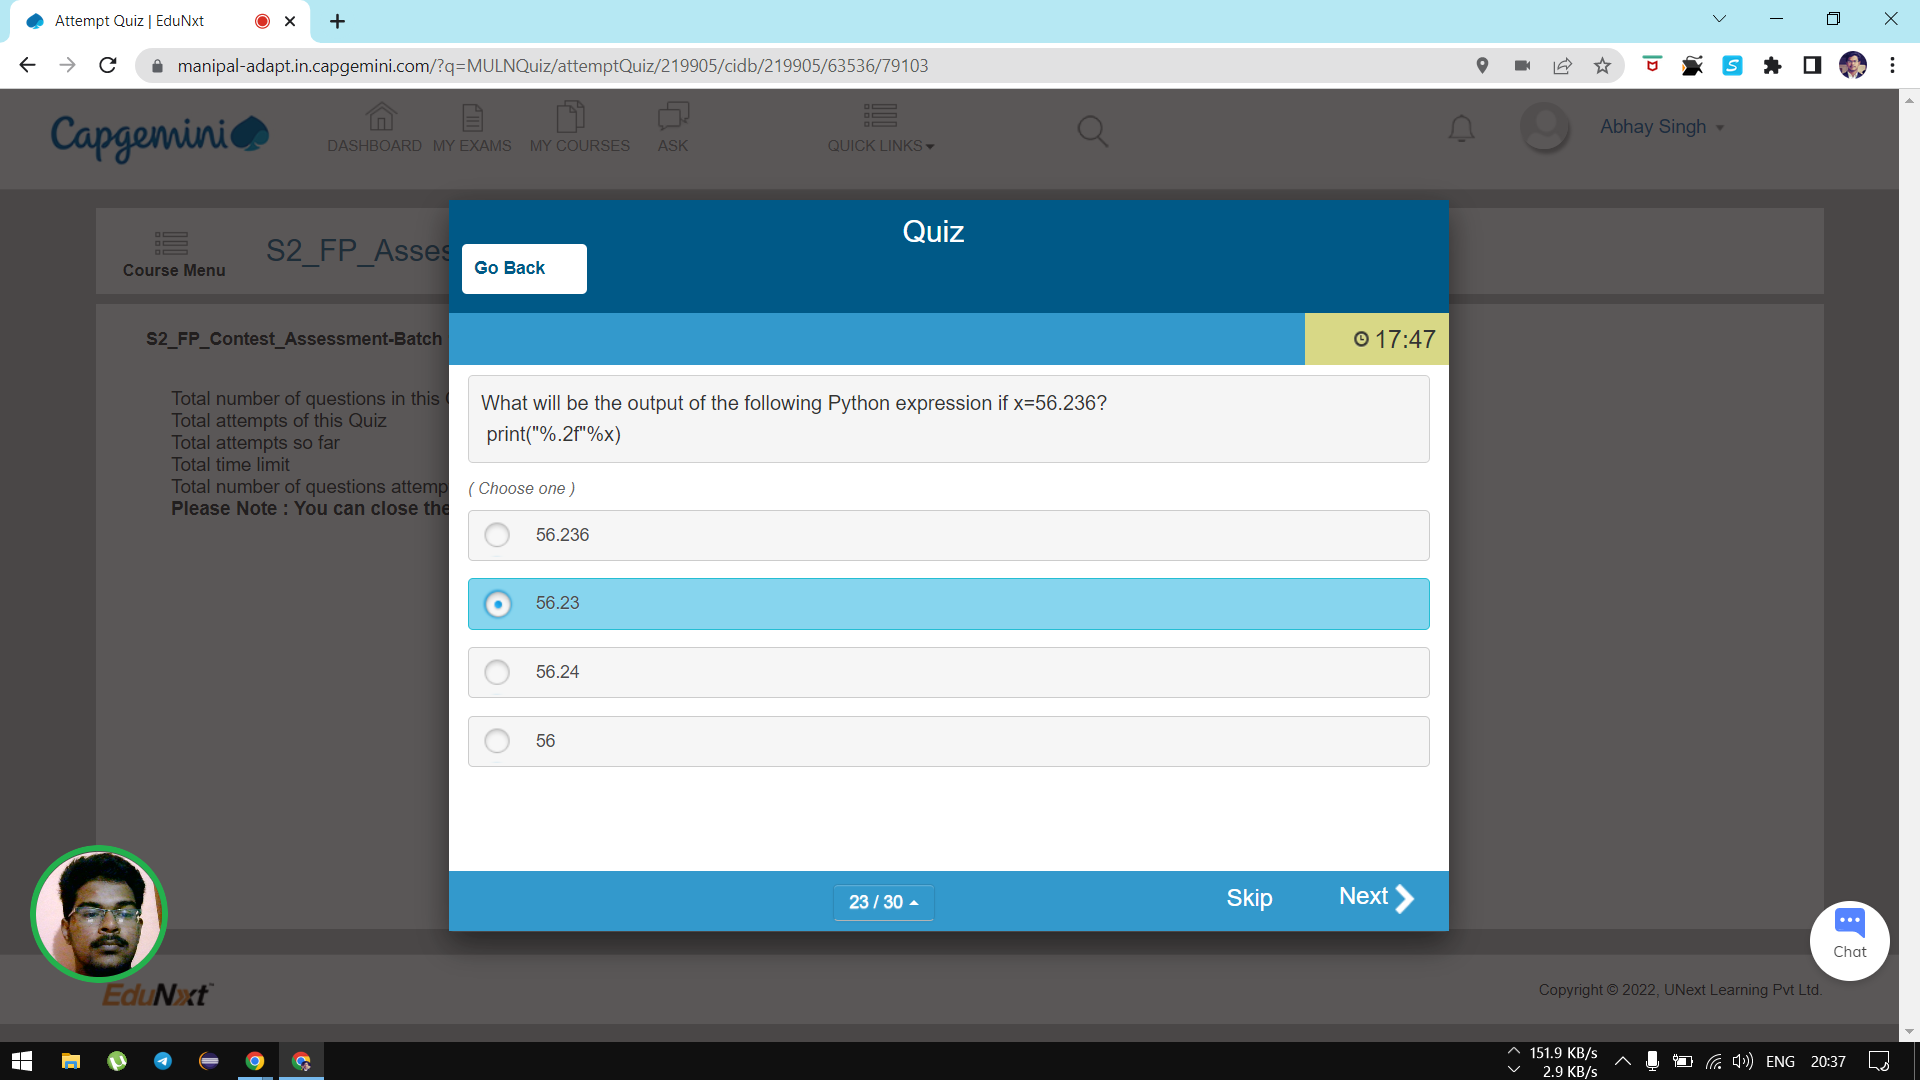 Attempt Quiz | EduNxt
manipal-adapt.in.capgemini.com/?q=MULNQuiz/attemptQuiz/219905/cidb/219905/63536/79103
Capgemini
DASHBOARD
MY EXAMS
MY COURSES
ASK
QUICK LINKS
Abhay Singh
Course Menu
S2_FP_Asses
Quiz
Go Back
17:47
S2_FP_Contest_Assessment-Batch
Total number of questions in this
Total attempts of this Quiz
Total attempts so far
Total time limit
Total number of questions attemp
Please Note : You can close the
What will be the output of the following Python expression if x=56.236?
print("%.2f"%x)
( Choose one )
56.236
56.23
56.24
56
23 / 30
Skip
Next
Chat
EduNxt
Copyright © 2022, UNext Learning Pvt Ltd.
151.9 KB/s
2.9 KB/s
ENG
20:37